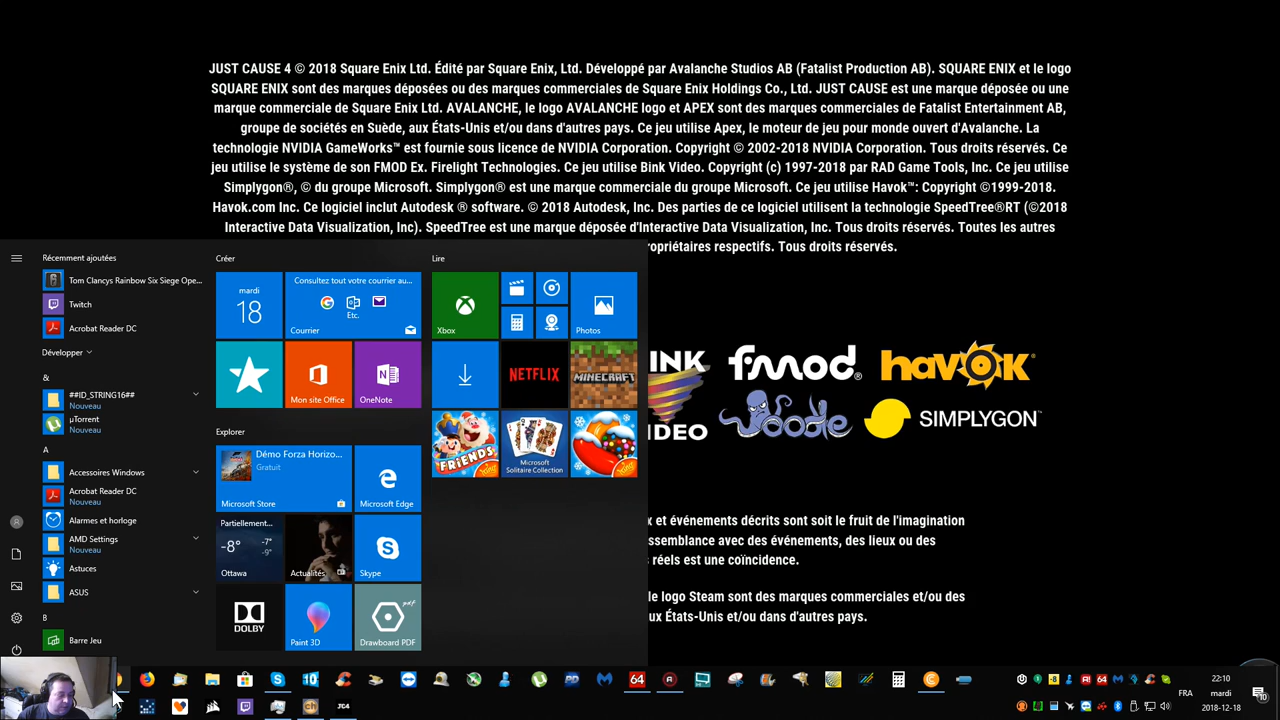 JUST CAUSE 4 © 2018 Square Enix Ltd. Édité par Square Enix, Ltd. Développé par Avalanche Studios AB (Fatalist Production AB). SQUARE ENIX et le logo
SQUARE ENIX sont des marques déposées ou des marques commerciales de Square Enix Holdings Co., Ltd. JUST CAUSE est une marque déposée ou une
marque commerciale de Square Enix Ltd. AVALANCHE, le logo AVALANCHE logo et APEX sont des marques commerciales de Fatalist Entertainment AB,
groupe de sociétés en Suède, aux États-Unis et/ou dans d'autres pays. Ce jeu utilise Apex, le moteur de jeu pour monde ouvert d'Avalanche. La
technologie NVIDIA GameWorks™ est fournie sous licence de NVIDIA Corporation. Copyright © 2002-2018 NVIDIA Corporation. Tous droits réservés. Ce
jeu utilise le système de son FMOD Ex. Firelight Technologies. Ce jeu utilise Bink Video. Copyright (c) 1997-2018 par RAD Game Tools, Inc. Ce jeu utilise
Simplygon®, © du groupe Microsoft. Simplygon® est une marque commerciale du groupe Microsoft. Ce jeu utilise Havok™: Copyright ©1999-2018.
Havok.com Inc. Ce logiciel inclut Autodesk ® software. © 2018 Autodesk, Inc. Des parties de ce logiciel utilisent la technologie SpeedTree®RT (©2018
Interactive Data Visualization, Inc). SpeedTree est une marque déposée d'Interactive Data Visualization, Inc. Tous droits réservés. Toutes les autres
propriétaires respectifs. Tous droits réservés.
Récemment ajoutées
Tom Clancys Rainbow Six Siege Ope...
Twitch
Acrobat Reader DC
Développer
&
##ID_STRING16##
Nouveau
µTorrent
Nouveau
A
Accessoires Windows
Acrobat Reader DC
Nouveau
Alarmes et horloge
AMD Settings
Nouveau
Astuces
ASUS
B
Barre Jeu
Créer
mardi
18
Consultez tout votre courrier au...
Etc.
Courrier
Mon site Office
OneNote
Explorer
Démo Forza Horizo...
Gratuit
Microsoft Store
Microsoft Edge
Partiellement...
-8°
-7°
-9°
Ottawa
Actualités
Skype
DOLBY
Paint 3D
pdf
Drawboard PDF
Lire
Xbox
Photos
NETFLIX
MINECRAFT
FRIENDS
King
Microsoft
Solitaire Collection
King
INK
IDEO
fmod®
havok™
oodle
SIMPLYGON™
x et événements décrits sont soit le fruit de l'imagination
ssemblance avec des événements, des lieux ou des
réels est une coïncidence.
le logo Steam sont des marques commerciales et/ou des
ux États-Unis et/ou dans d'autres pays.
64
JC4
ch
-8
64
FR
22:10
mardi
2018-12-18
10